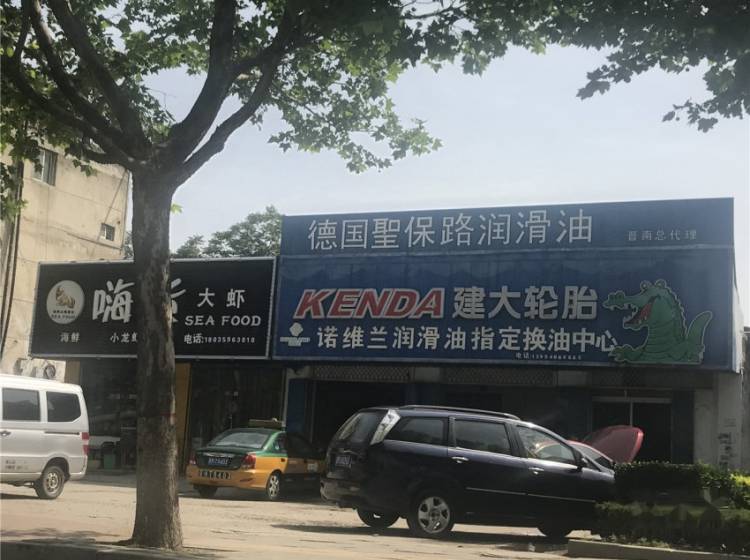 德国聖保路润滑油
晋南总代理
KENDA 建大轮胎
诺维兰润滑油指定换油中心
嗨
大虾
SEA FOOD
海鲜
小龙
电话:18035963818